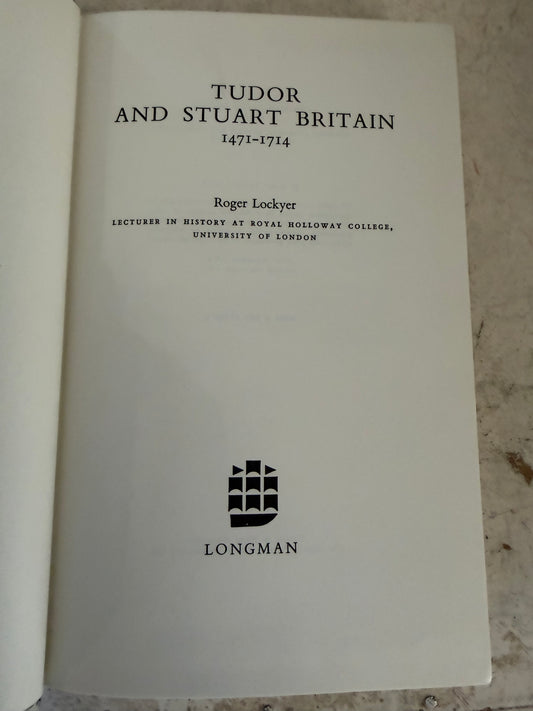 TUDOR
AND STUART BRITAIN
1471–1714
Roger Lockyer
LECTURER IN HISTORY AT ROYAL HOLLOWAY COLLEGE,
UNIVERSITY OF LONDON
LONGMAN